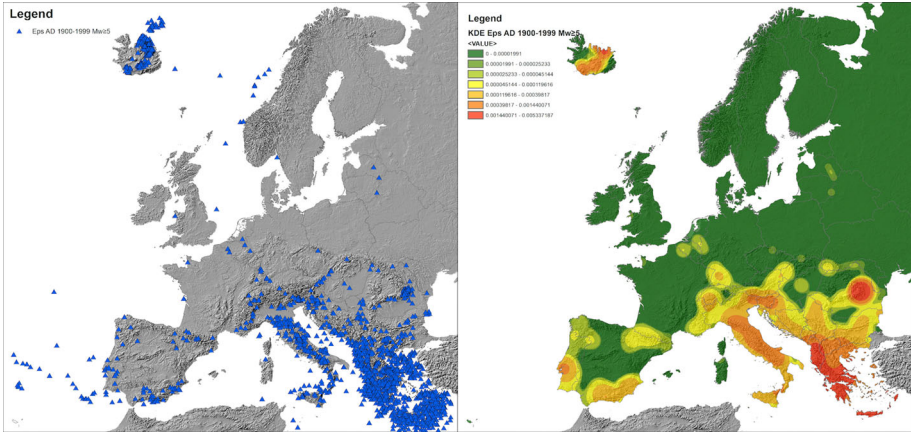 Legend
Eps AD 1900-1999 Mw≥5
Legend
KDE Eps AD 1900-1999 Mw≥5
<VALUE>
0 - 0.00001991
0.00001991 - 0.000025233
0.000025233 - 0.000045144
0.000045144 - 0.000119616
0.000119616 - 0.00039817
0.00039817 - 0.001440071
0.001440071 - 0.005337187